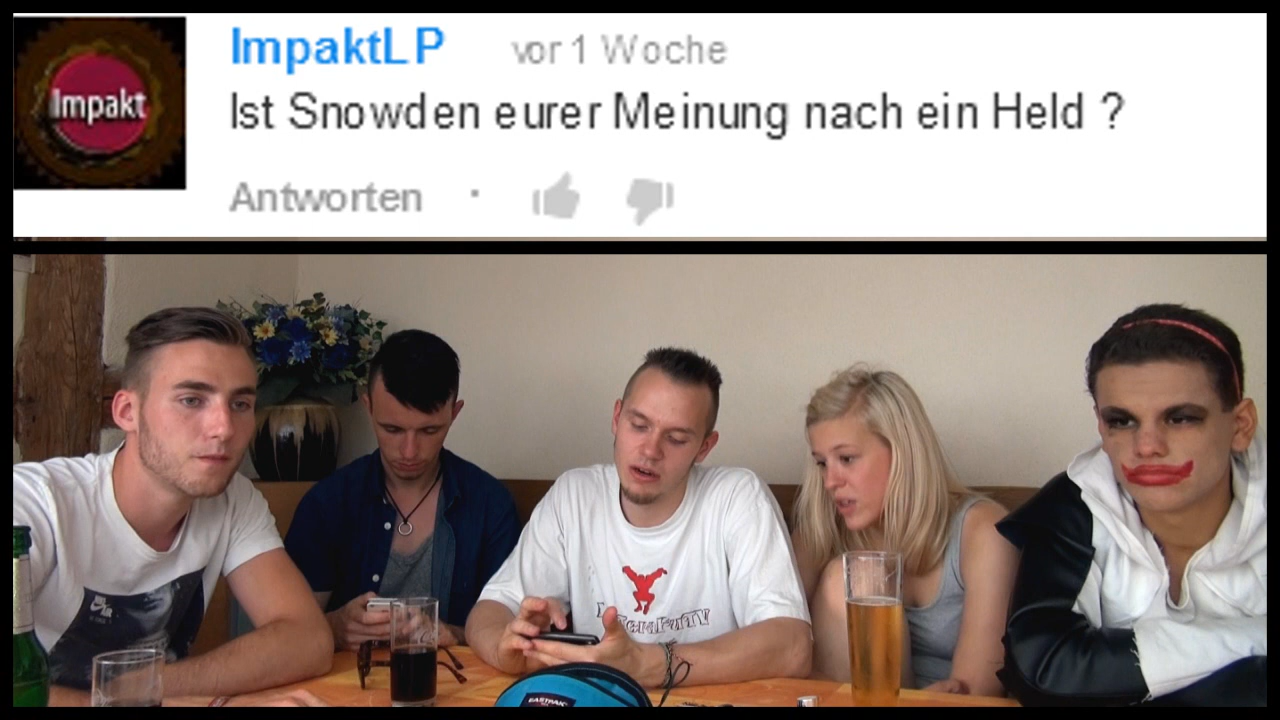 Impakt
ImpaktLP vor 1 Woche
Ist Snowden eurer Meinung nach ein Held ?
Antworten ·
EASTPAK